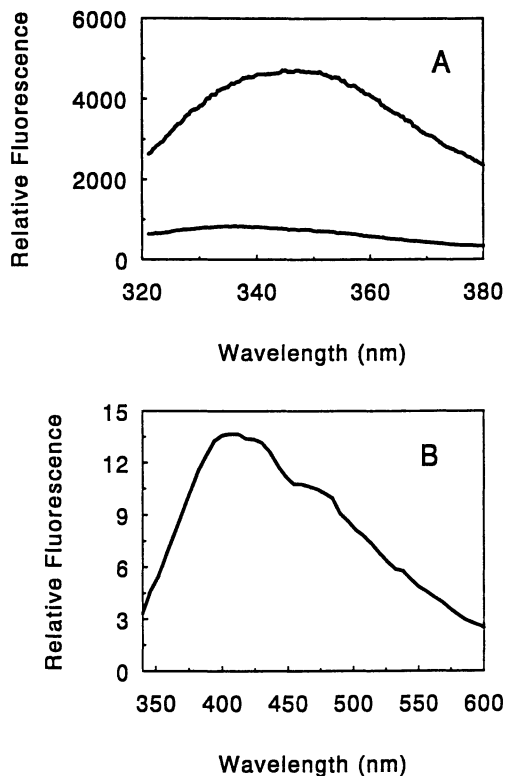 Relative Fluorescence
6000
4000
2000
0
A
320 340 360 380
Wavelength (nm)
Relative Fluorescence
15
12
9
6
3
0
B
350 400 450 500 550 600
Wavelength (nm)